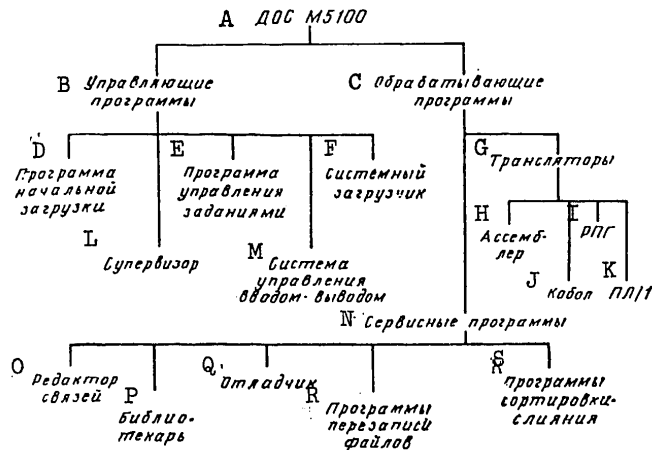 A ДОС М5100
B Управляющие
программы
C Обрабатывающие
программы
D
Программа
начальной
загрузки
E
Программа
управления
заданиями
F
Системный
загрузчик
G
Трансляторы
H
Ассемб-
лер
I
РПГ
J
Кобол
K
ПЛ/1
L
Супервизор
M
Система
управления
вводом-выводом
N Сервисные программы
O
Редактор
связей
P
Библио-
текарь
Q
Отладчик
R
Программы
перезаписи
файлов
S
Программы
сортировки-
слияния